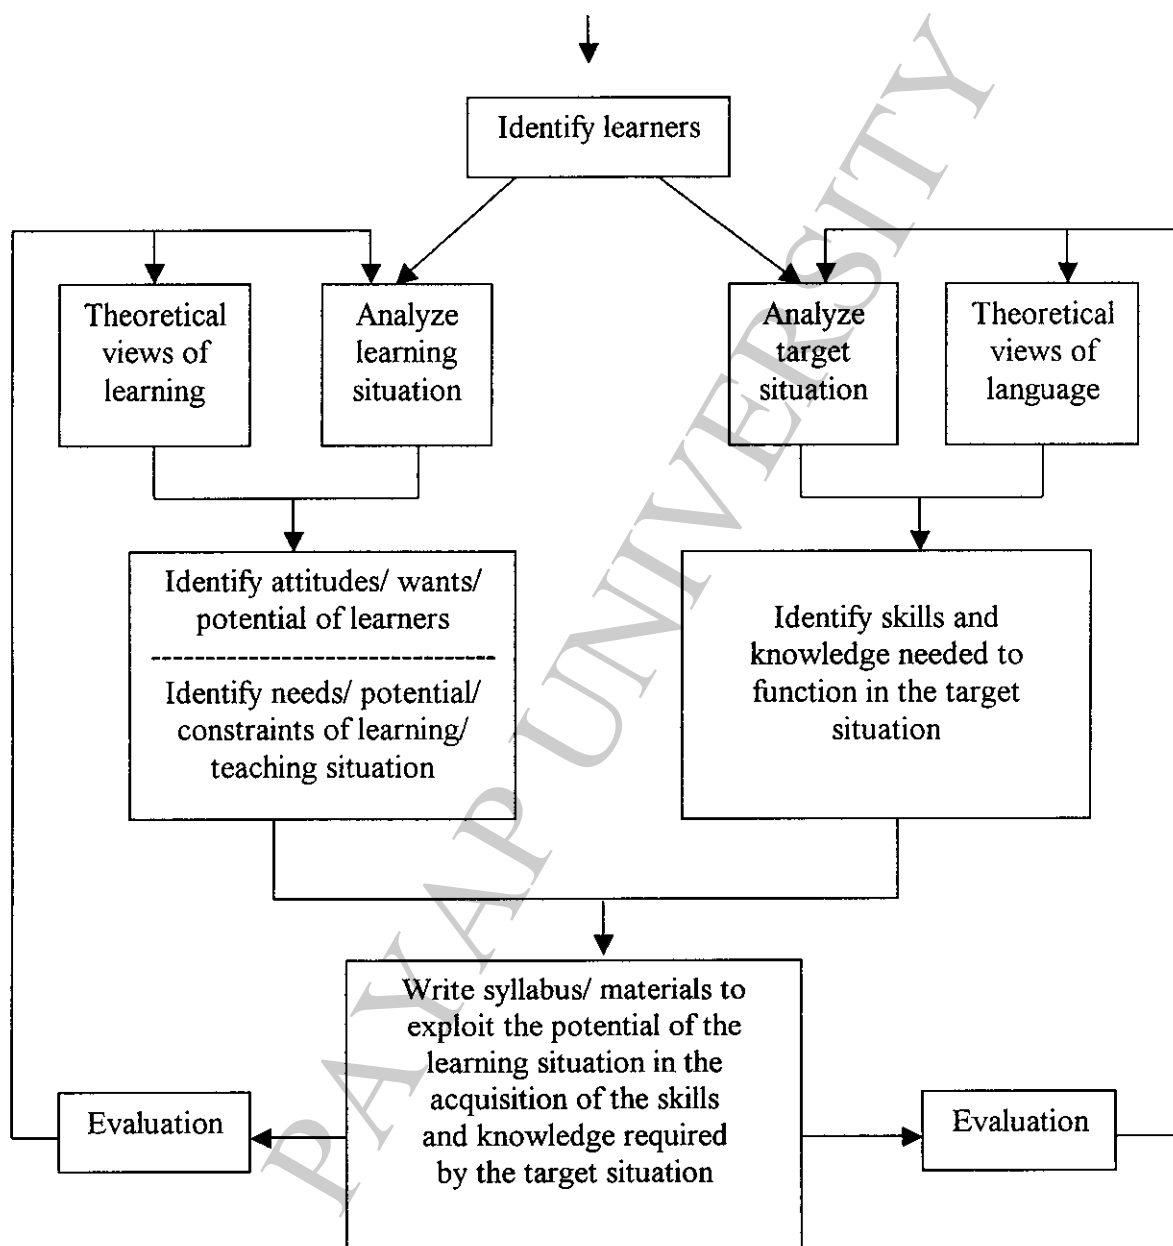 Identify learners
Theoretical
views of
learning
Analyze
learning
situation
Analyze
target
situation
Theoretical
views of
language
Identify attitudes/ wants/
potential of learners
Identify needs/ potential/
constraints of learning/
teaching situation
Identify skills and
knowledge needed to
function in the target
situation
Write syllabus/ materials to
exploit the potential of the
learning situation in the
acquisition of the skills
and knowledge required
by the target situation
Evaluation
Evaluation
PAYAP UNIVERSITY